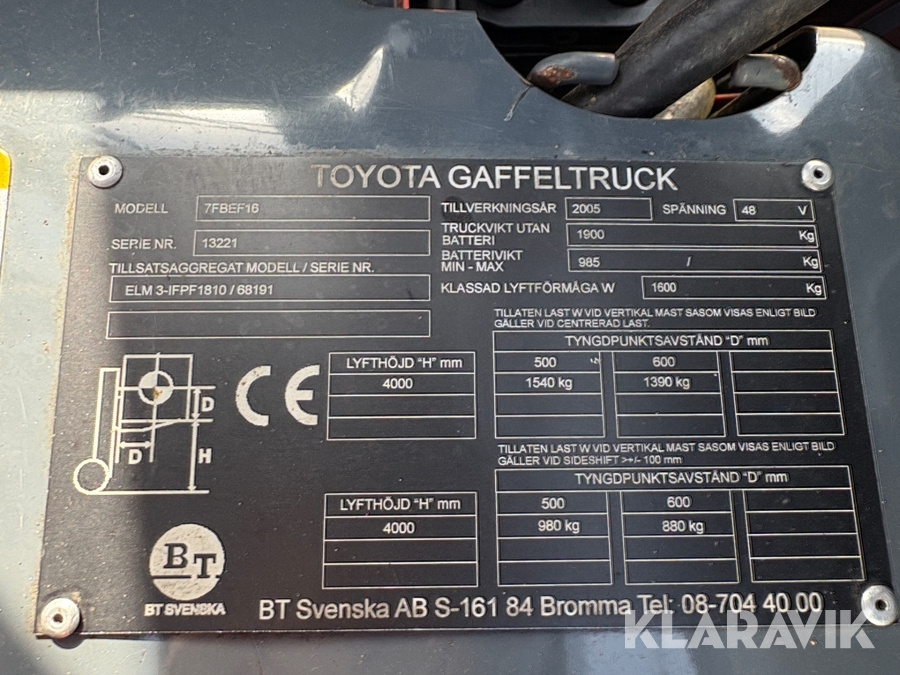 TOYOTA GAFFELTRUCK
MODELL 7FBEF16 TILLVERKNINGSÅR 2005 SPÄNNING 48 V
SERIE NR. 13221 TRUCKVIKT UTAN BATTERI 1900 Kg
TILLSATSAGGREGAT MODELL / SERIE NR. BATTERIVIKT MIN - MAX 985 / Kg
ELM 3-IFPF1810 / 68191 KLASSAD LYFTFÖRMÅGA W 1600 Kg
TILLATEN LAST W VID VERTIKAL MAST SASOM VISAS ENLIGT BILD
GÄLLER VID CENTRERAD LAST.
TYNGDPUNKTSAVSTÅND "D" mm
LYFTHÖJD "H" mm 500 600
4000 1540 kg 1390 kg
D
D H
CE
TILLATEN LAST W VID VERTIKAL MAST SASOM VISAS ENLIGT BILD
GÄLLER VID SIDESHIFT >+/- 100 mm
TYNGDPUNKTSAVSTÅND "D" mm
LYFTHÖJD "H" mm 500 600
4000 980 kg 880 kg
BT
BT SVENSKA
BT Svenska AB S-161 84 Bromma Tel: 08-704 40 00
KLARAVIK